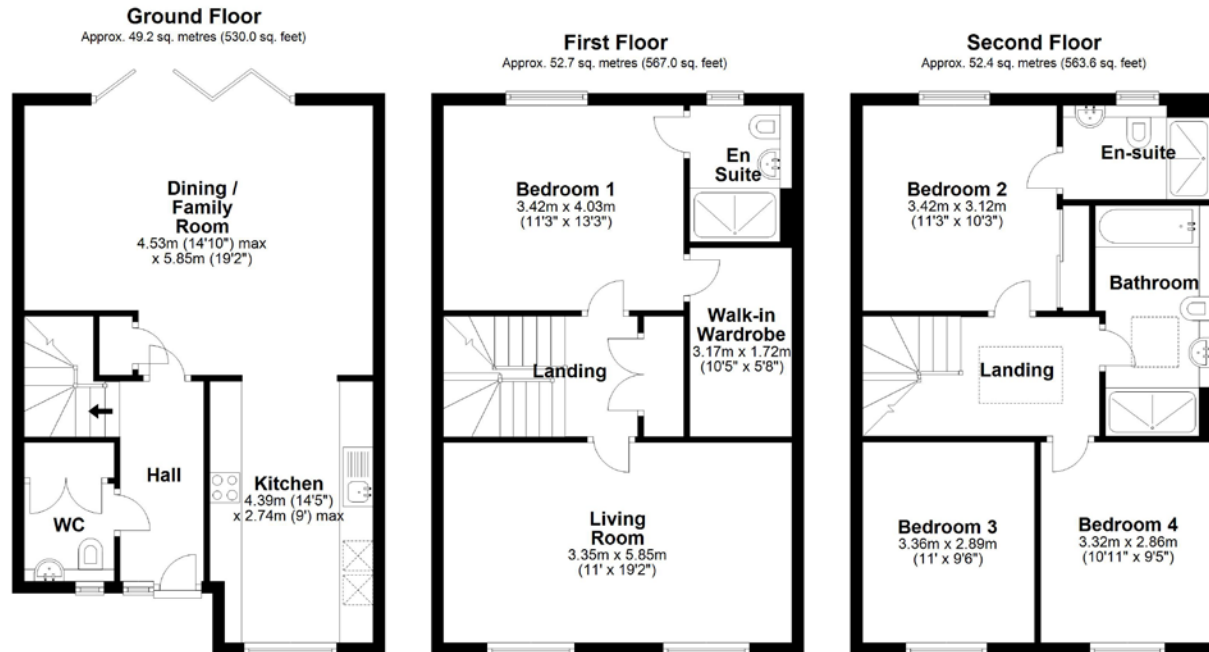 Ground Floor
Approx. 49.2 sq. metres (530.0 sq. feet)
Dining /
Family
Room
4.53m (14'10") max
x 5.85m (19'2")
Hall
Kitchen
4.39m (14'5")
x 2.74m (9') max
WC
First Floor
Approx. 52.7 sq. metres (567.0 sq. feet)
Bedroom 1
3.42m x 4.03m
(11'3" x 13'3")
En
Suite
Walk-in
Wardrobe
3.17m x 1.72m
(10'5" x 5'8")
Landing
Living
Room
3.35m x 5.85m
(11' x 19'2")
Second Floor
Approx. 52.4 sq. metres (563.6 sq. feet)
En-suite
Bedroom 2
3.42m x 3.12m
(11'3" x 10'3")
Bathroom
Landing
Bedroom 3
3.36m x 2.89m
(11' x 9'6")
Bedroom 4
3.32m x 2.86m
(10'11" x 9'5")